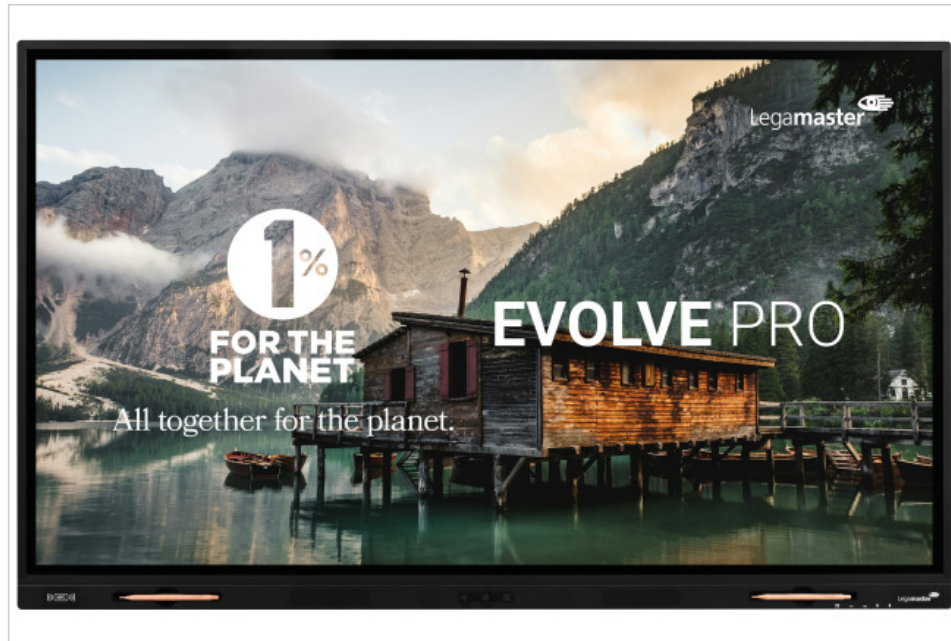 Legamaster
1%
FOR THE
PLANET
EVOLVE PRO
All together for the planet.
Legamaster